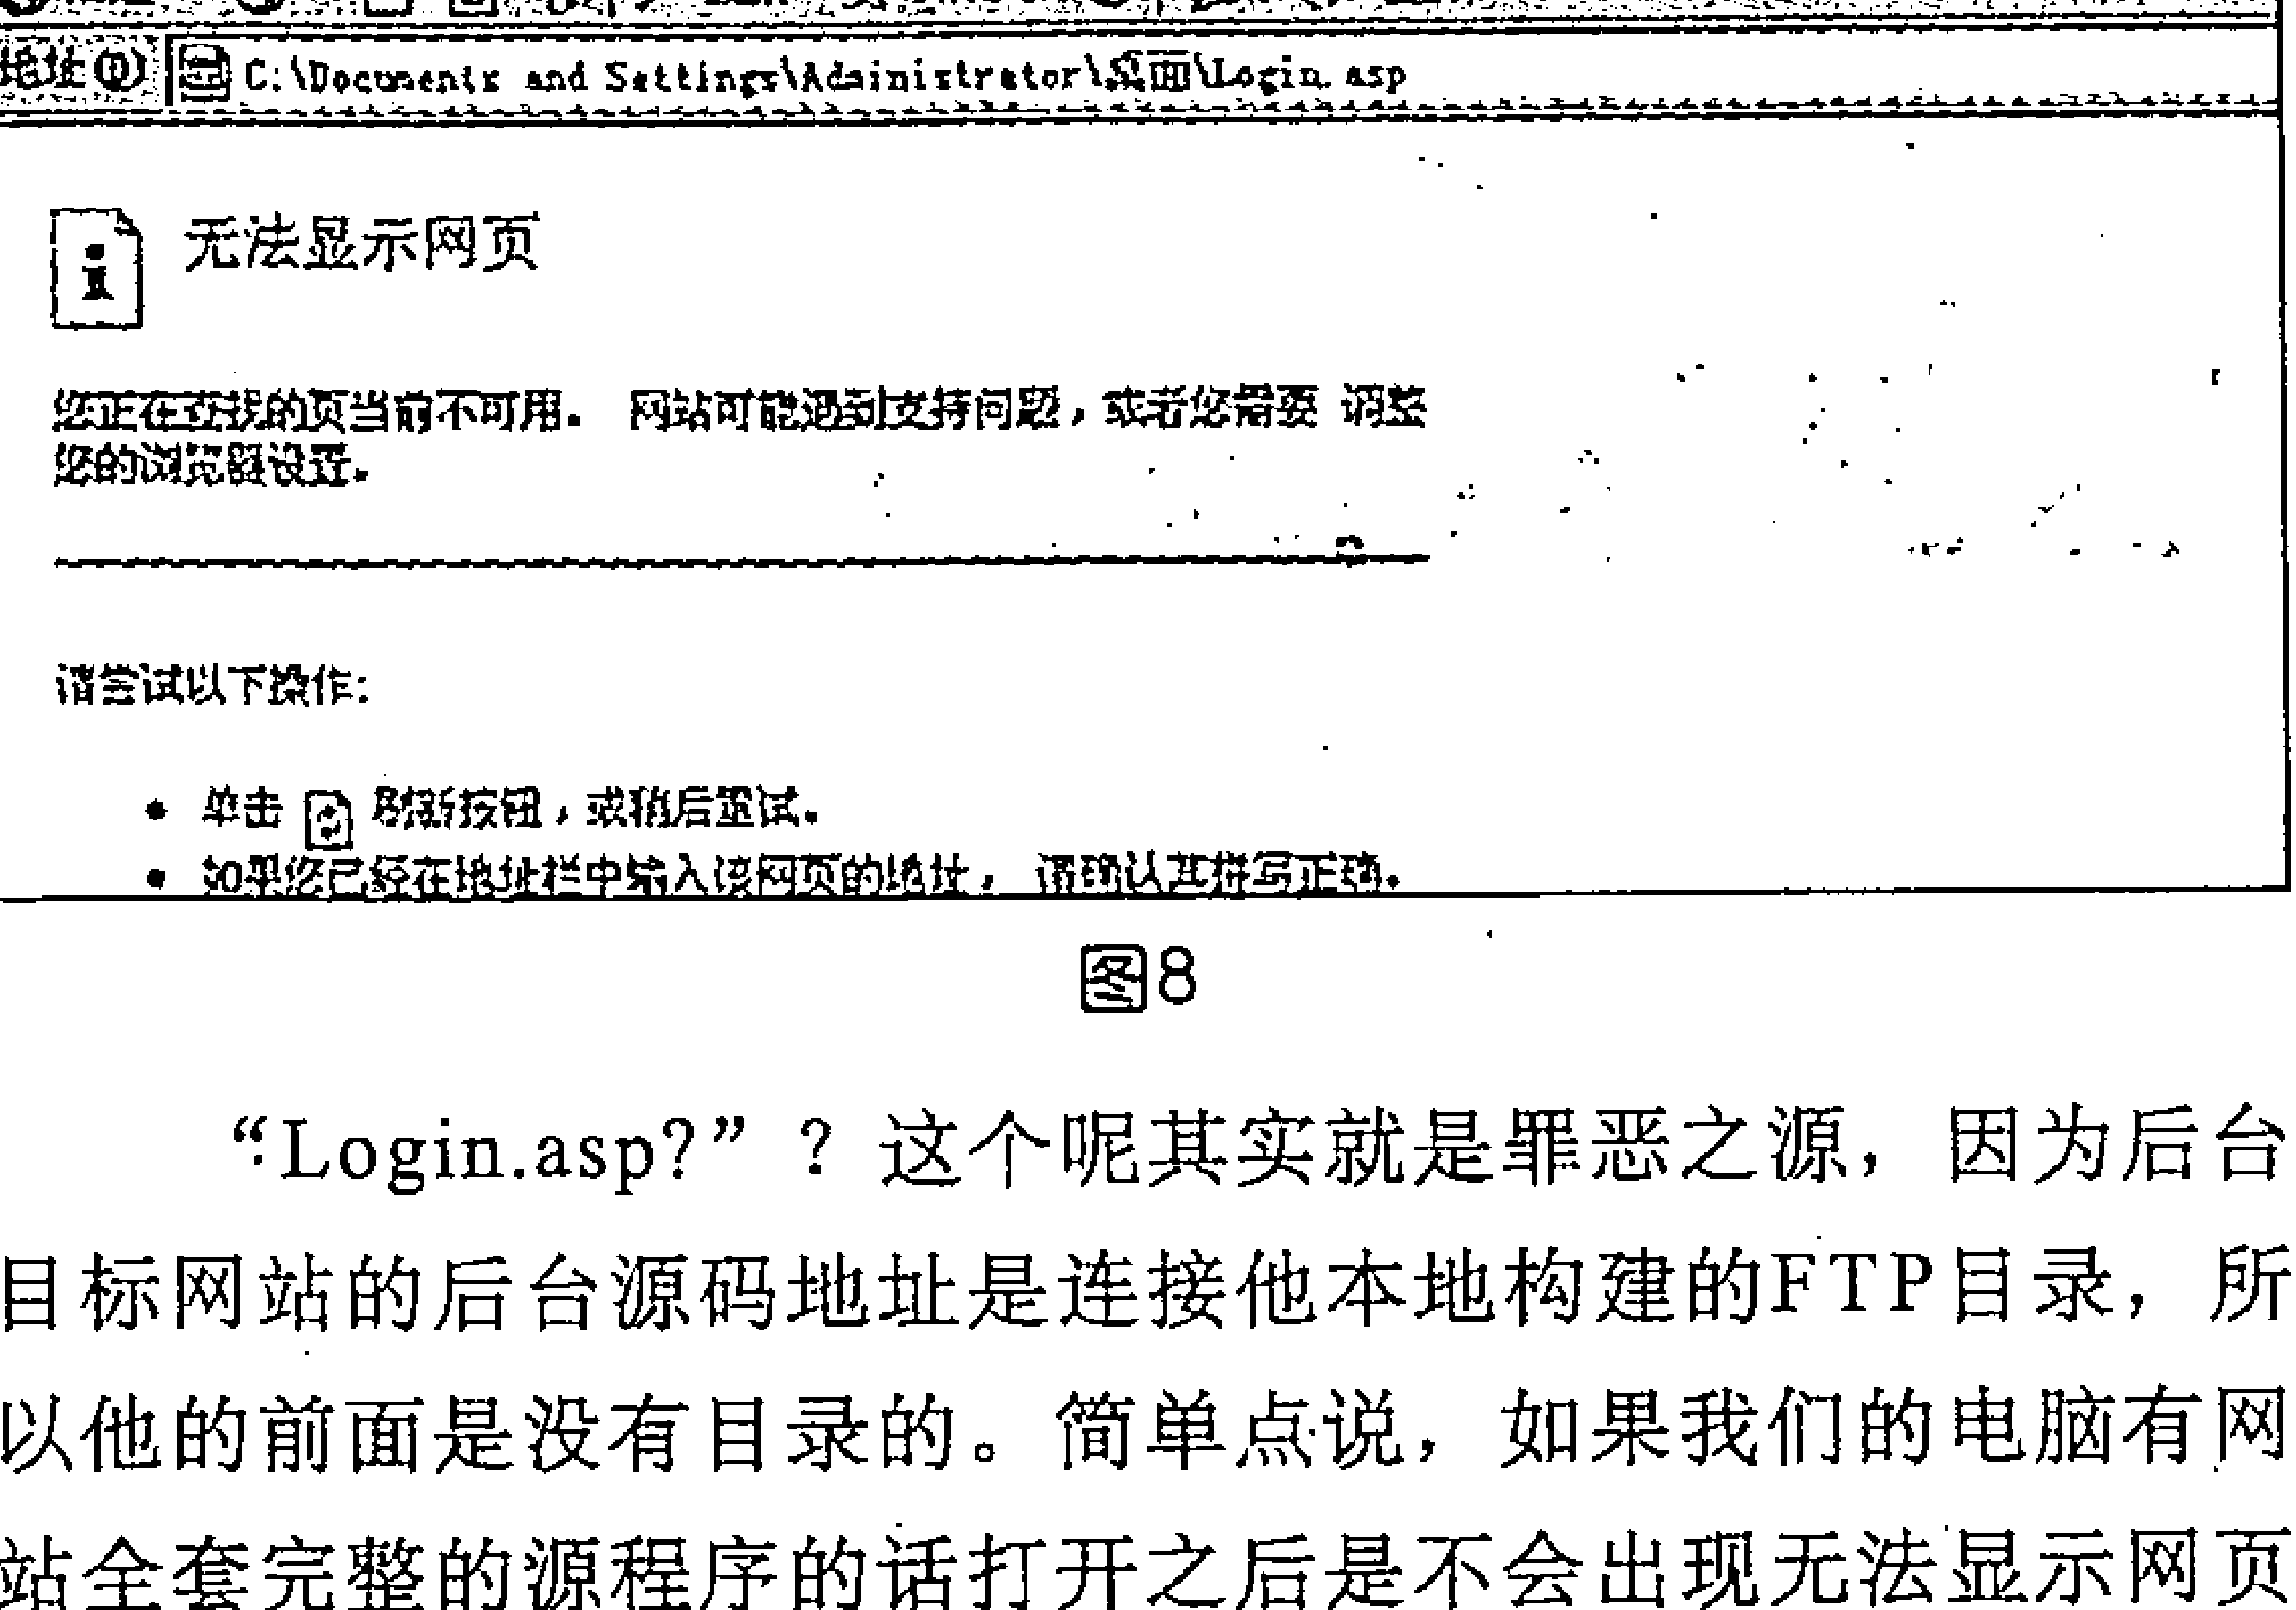 地址(D) C:\Documents and Settings\Administrator\桌面\Login.asp
无法显示网页
您正在查找的页当前不可用。 网站可能遇到支持问题，或者您需要 调整
您的浏览器设置。
请尝试以下操作:
单击 刷新按钮，或稍后重试。
如果您已经在地址栏中输入该网页的地址， 请确认其拼写正确。
图8
“Login.asp?”？这个呢其实就是罪恶之源，因为后台
目标网站的后台源码地址是连接他本地构建的FTP目录，所
以他的前面是没有目录的。简单点说，如果我们的电脑有网
站全套完整的源程序的话打开之后是不会出现无法显示网页